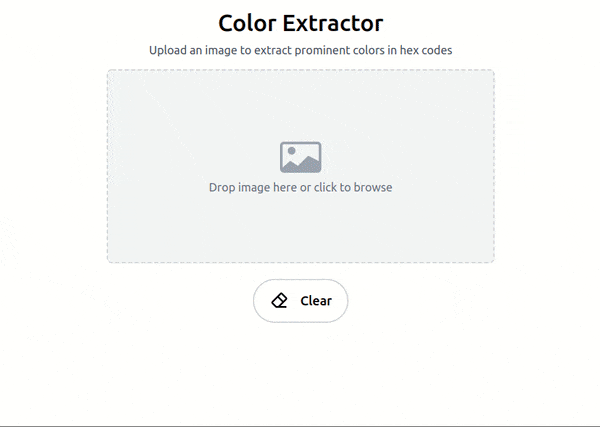 Color Extractor
Upload an image to extract prominent colors in hex codes
Drop image here or click to browse
Clear